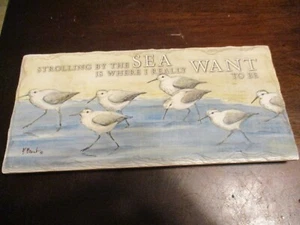 STROLLING BY THE SEA
IS WHERE I REALLY WANT
TO BE